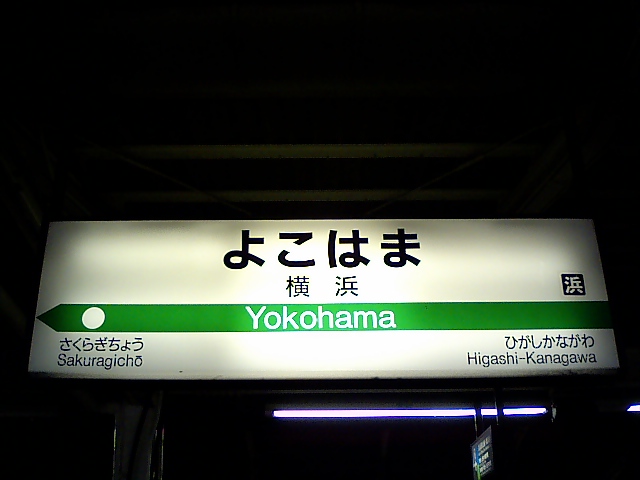 よこはま
横浜
浜
Yokohama
さくらぎちょう
Sakuragichō
ひがしかながわ
Higashi-Kanagawa